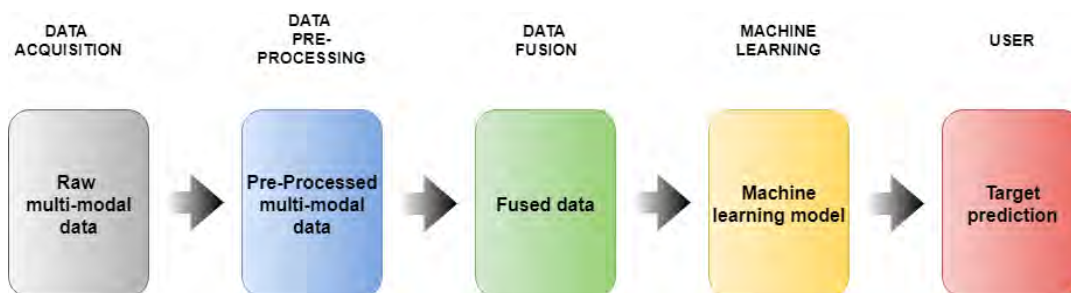 DATA
ACQUISITION
DATA
PRE-
PROCESSING
DATA
FUSION
MACHINE
LEARNING
USER
Raw
multi-modal
data
Pre-Processed
multi-modal
data
Fused data
Machine
learning model
Target
prediction